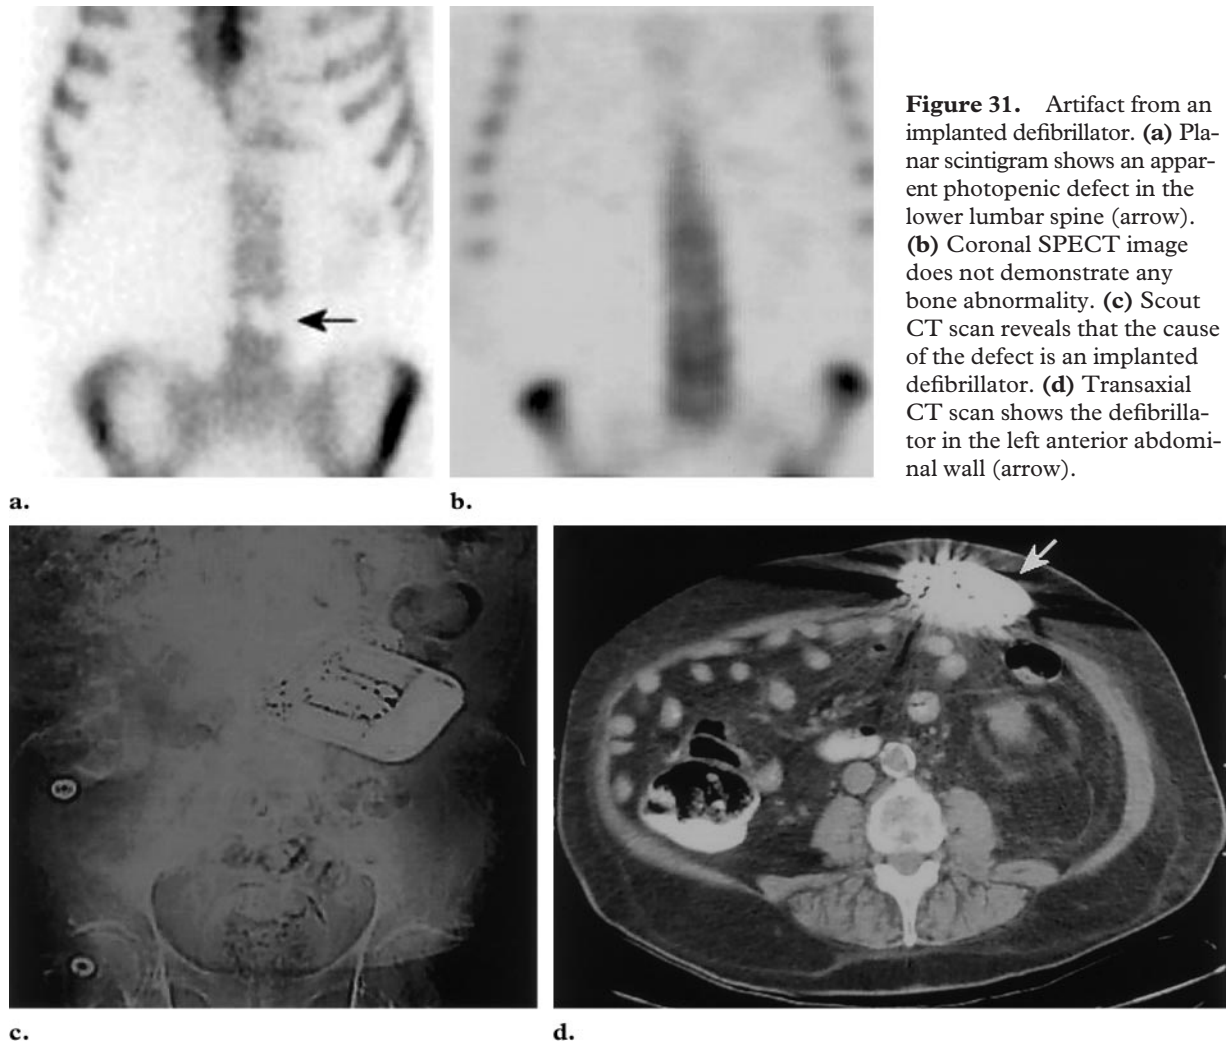 Figure 31. Artifact from an
implanted defibrillator. (a) Pla-
nar scintigram shows an appar-
ent photopenic defect in the
lower lumbar spine (arrow).
(b) Coronal SPECT image
does not demonstrate any
bone abnormality. (c) Scout
CT scan reveals that the cause
of the defect is an implanted
defibrillator. (d) Transaxial
CT scan shows the defibrilla-
tor in the left anterior abdomi-
nal wall (arrow).
a.
b.
c.
d.